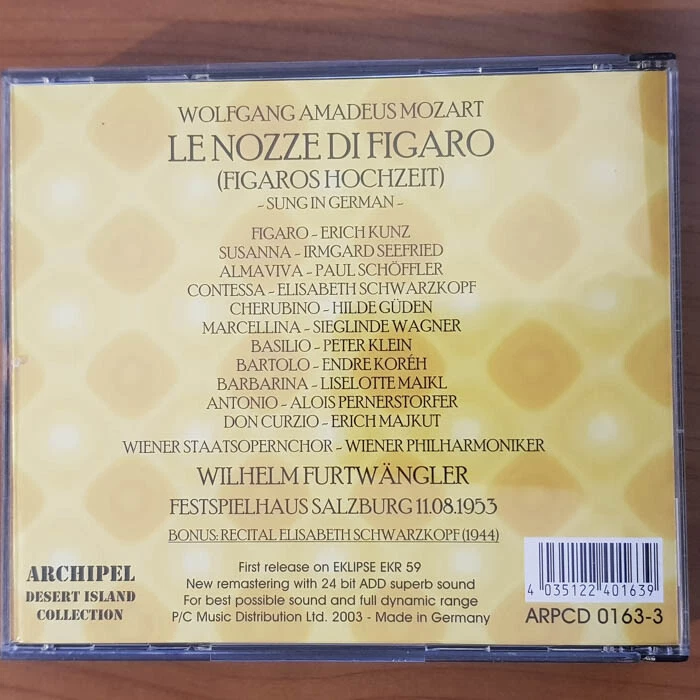 WOLFGANG AMADEUS MOZART
LE NOZZE DI FIGARO
(FIGAROS HOCHZEIT)
- SUNG IN GERMAN -
FIGARO - ERICH KUNZ
SUSANNA - IRMGARD SEEFRIED
ALMAVIVA - PAUL SCHÖFFLER
CONTESSA - ELISABETH SCHWARZKOPF
CHERUBINO - HILDE GÜDEN
MARCELLINA - SIEGLINDE WAGNER
BASILIO - PETER KLEIN
BARTOLO - ENDRE KORÉH
BARBARINA - LISELOTTE MAIKL
ANTONIO - ALOIS PERNERSTORFER
DON CURZIO - ERICH MAJKUT
WIENER STAATSOPERNCHOR - WIENER PHILHARMONIKER
WILHELM FURTWÄNGLER
FESTSPIELHAUS SALZBURG 11.08.1953
BONUS: RECITAL ELISABETH SCHWARZKOPF (1944)
ARCHIPEL
DESERT ISLAND
COLLECTION
First release on EKLIPSE EKR 59
New remastering with 24 bit ADD superb sound
For best possible sound and full dynamic range
P/C Music Distribution Ltd. 2003 - Made in Germany
4 035122 401639
ARPCD 0163-3